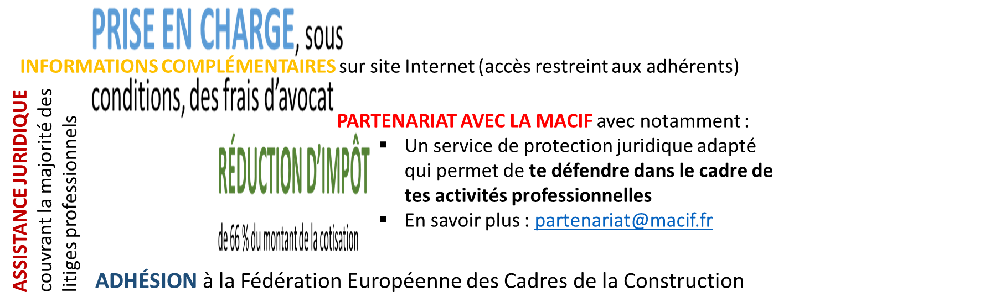 PRISE EN CHARGE, sous
conditions, des frais d’avocat
INFORMATIONS COMPLÉMENTAIRES sur site Internet (accès restreint aux adhérents)
ASSISTANCE JURIDIQUE
couvrant la majorité des
litiges professionnels
RÉDUCTION D’IMPÔT
de 66 % du montant de la cotisation
PARTENARIAT AVEC LA MACIF avec notamment :
▪ Un service de protection juridique adapté
qui permet de te défendre dans le cadre de
tes activités professionnelles
▪ En savoir plus : partenariat@macif.fr
ADHÉSION à la Fédération Européenne des Cadres de la Construction